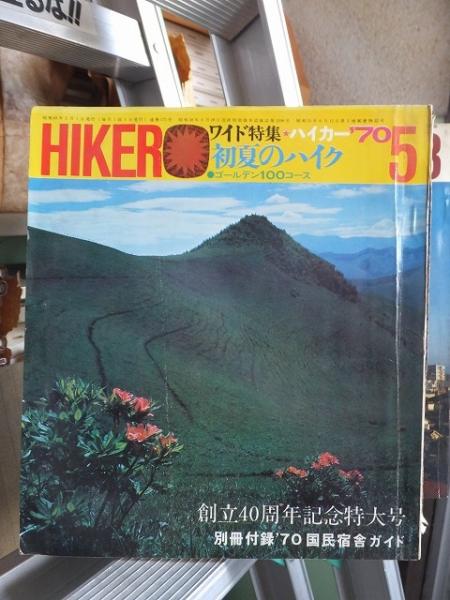 るな!!
HIKER
ワイド特集★ハイカー'70
5
初夏のハイク
●ゴールデン100コース
創立40周年記念特大号
別冊付録'70国民宿舎ガイド